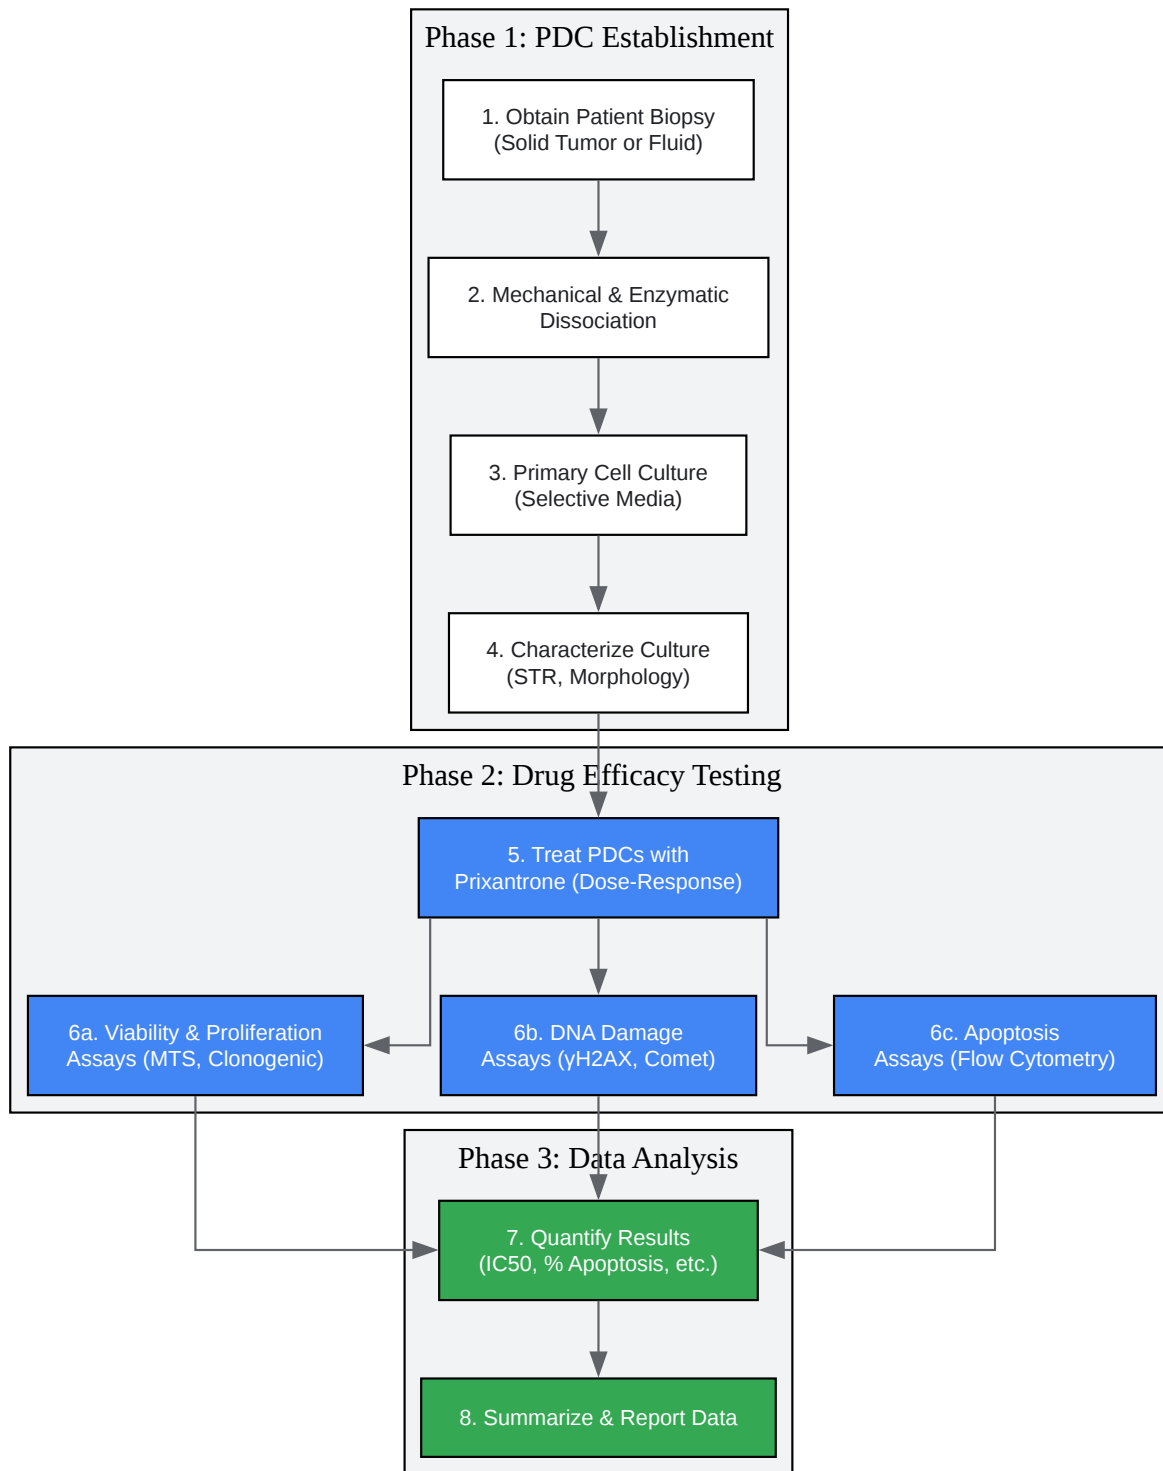 Phase 1: PDC Establishment
1. Obtain Patient Biopsy
(Solid Tumor or Fluid)
2. Mechanical & Enzymatic
Dissociation
3. Primary Cell Culture
(Selective Media)
4. Characterize Culture
(STR, Morphology)
Phase 2: Drug Efficacy Testing
5. Treat PDCs with
Prixantrone (Dose-Response)
6a. Viability & Proliferation
Assays (MTS, Clonogenic)
6b. DNA Damage
Assays (γH2AX, Comet)
6c. Apoptosis
Assays (Flow Cytometry)
Phase 3: Data Analysis
7. Quantify Results
(IC50, % Apoptosis, etc.)
8. Summarize & Report Data